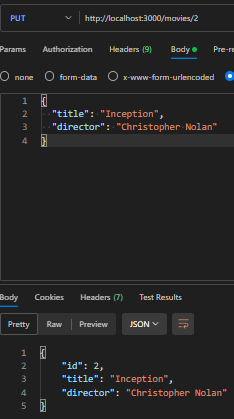 PUT http://localhost:3000/movies/2
Params Authorization Headers (9) Body Pre-re
none form-data x-www-form-urlencoded
1 {
2 "title": "Inception",
3 "director": "Christopher Nolan"
4 }
Body Cookies Headers (7) Test Results
Pretty Raw Preview JSON
1 {
2 "id": 2,
3 "title": "Inception",
4 "director": "Christopher Nolan"
5 }